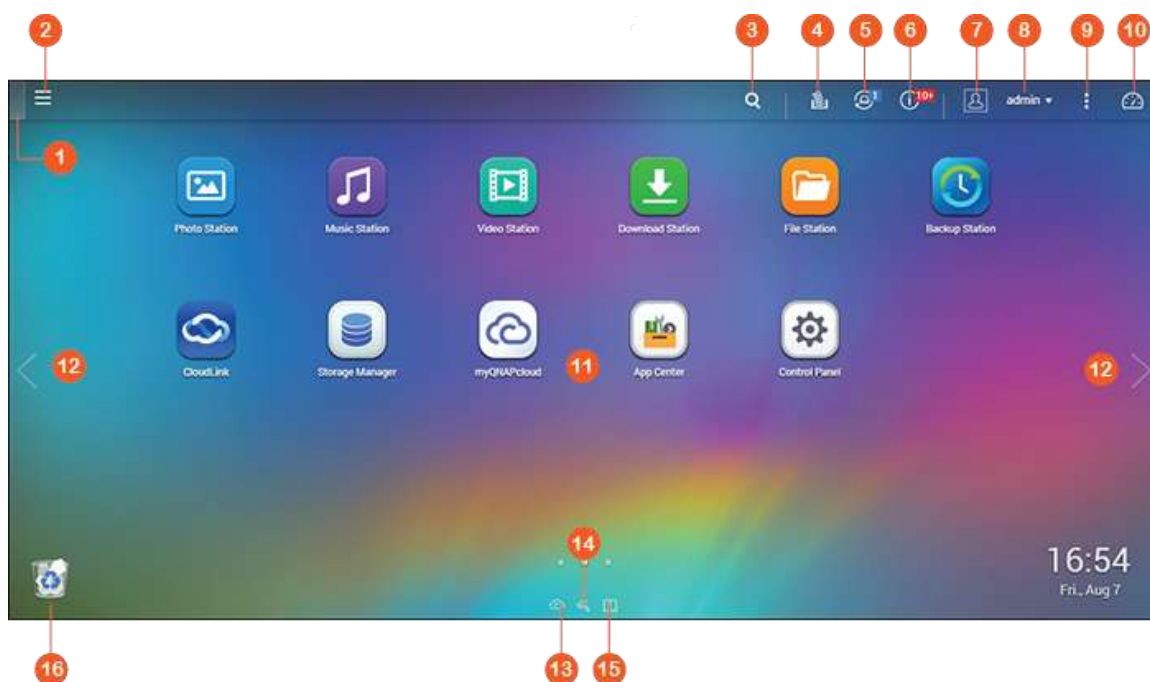 2 3 4 5 6 7 8 9 10
1 10+
admin
1
Photo Station Music Station Video Station Download Station File Station Backup Station
12 11 12
CloudLink Storage Manager myQNAPcloud App Center Control Panel
14
16:54
Fri., Aug 7
16 13 15